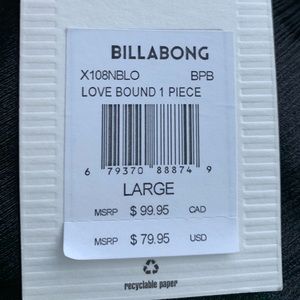 BILLABONG
X108NBLO BPB
LOVE BOUND 1 PIECE
6 79370 88874 9
LARGE
MSRP $ 99.95 CAD
MSRP $ 79.95 USD
recyclable paper